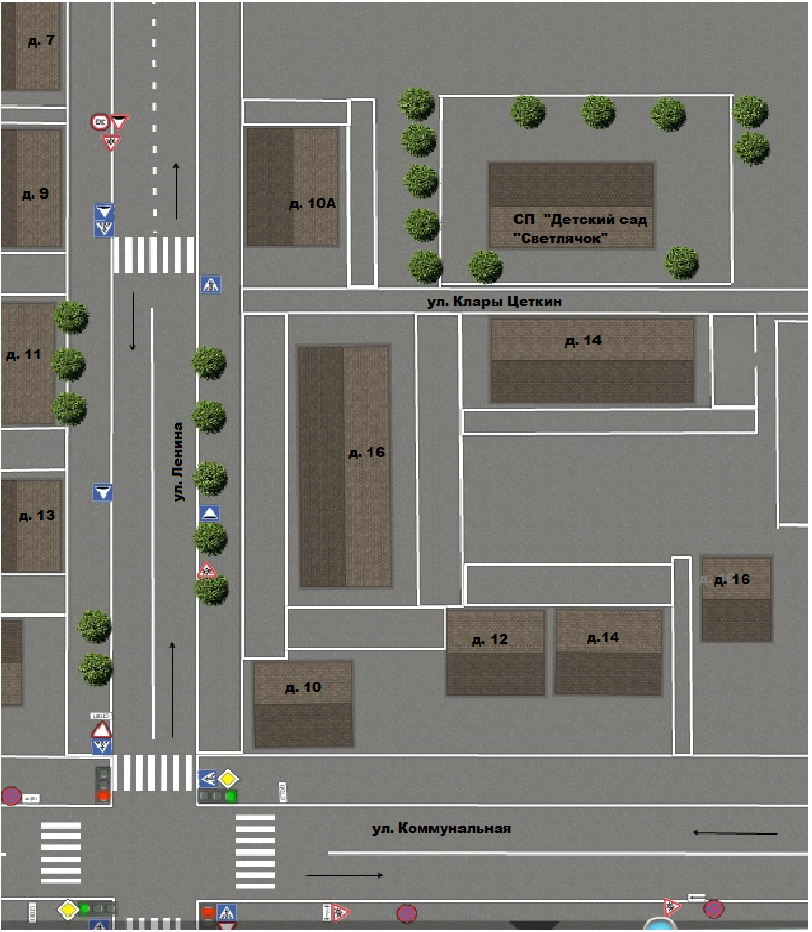 д. 7
д. 9
д. 10А
СП "Детский сад
"Светлячок"
ул. Клары Цеткин
д. 11
д. 14
ул. Ленина
д. 16
д. 13
д. 16
д. 12
д.14
д. 10
ул. Коммунальная